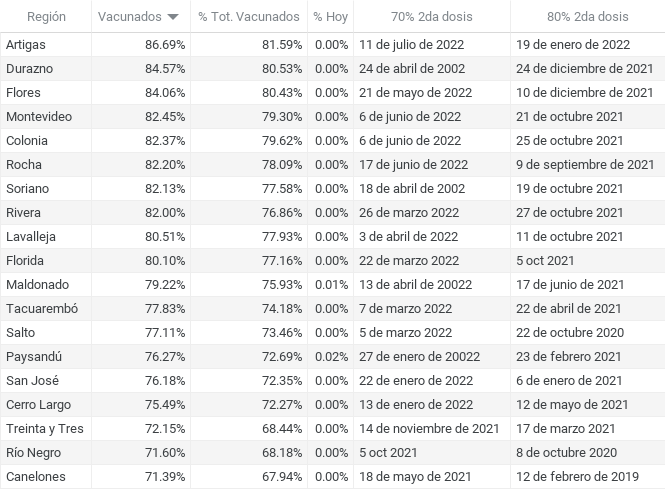 Región Vacunados % Tot. Vacunados % Hoy 70% 2da dosis 80% 2da dosis
Artigas 86.69% 81.59% 0.00% 11 de julio de 2022 19 de enero de 2022
Durazno 84.57% 80.53% 0.00% 24 de abril de 2002 24 de diciembre de 2021
Flores 84.06% 80.43% 0.00% 21 de mayo de 2022 10 de diciembre de 2021
Montevideo 82.45% 79.30% 0.00% 6 de junio de 2022 21 de octubre 2021
Colonia 82.37% 79.62% 0.00% 6 de junio de 2022 25 de octubre 2021
Rocha 82.20% 78.09% 0.00% 17 de junio de 2022 9 de septiembre de 2021
Soriano 82.13% 77.58% 0.00% 18 de abril de 2002 19 de octubre 2021
Rivera 82.00% 76.86% 0.00% 26 de marzo 2022 27 de octubre 2021
Lavalleja 80.51% 77.93% 0.00% 3 de abril de 2022 11 de octubre 2021
Florida 80.10% 77.16% 0.00% 22 de marzo 2022 5 oct 2021
Maldonado 79.22% 75.93% 0.01% 13 de abril de 20022 17 de junio de 2021
Tacuarembó 77.83% 74.18% 0.00% 7 de marzo 2022 22 de abril de 2021
Salto 77.11% 73.46% 0.00% 5 de marzo 2022 22 de octubre 2020
Paysandú 76.27% 72.69% 0.02% 27 de enero de 20022 23 de febrero 2021
San José 76.18% 72.35% 0.00% 22 de enero de 2022 6 de enero de 2021
Cerro Largo 75.49% 72.27% 0.00% 13 de enero de 2022 12 de mayo de 2021
Treinta y Tres 72.15% 68.44% 0.00% 14 de noviembre de 2021 17 de marzo 2021
Río Negro 71.60% 68.18% 0.00% 5 oct 2021 8 de octubre 2020
Canelones 71.39% 67.94% 0.00% 18 de mayo de 2021 12 de febrero de 2019